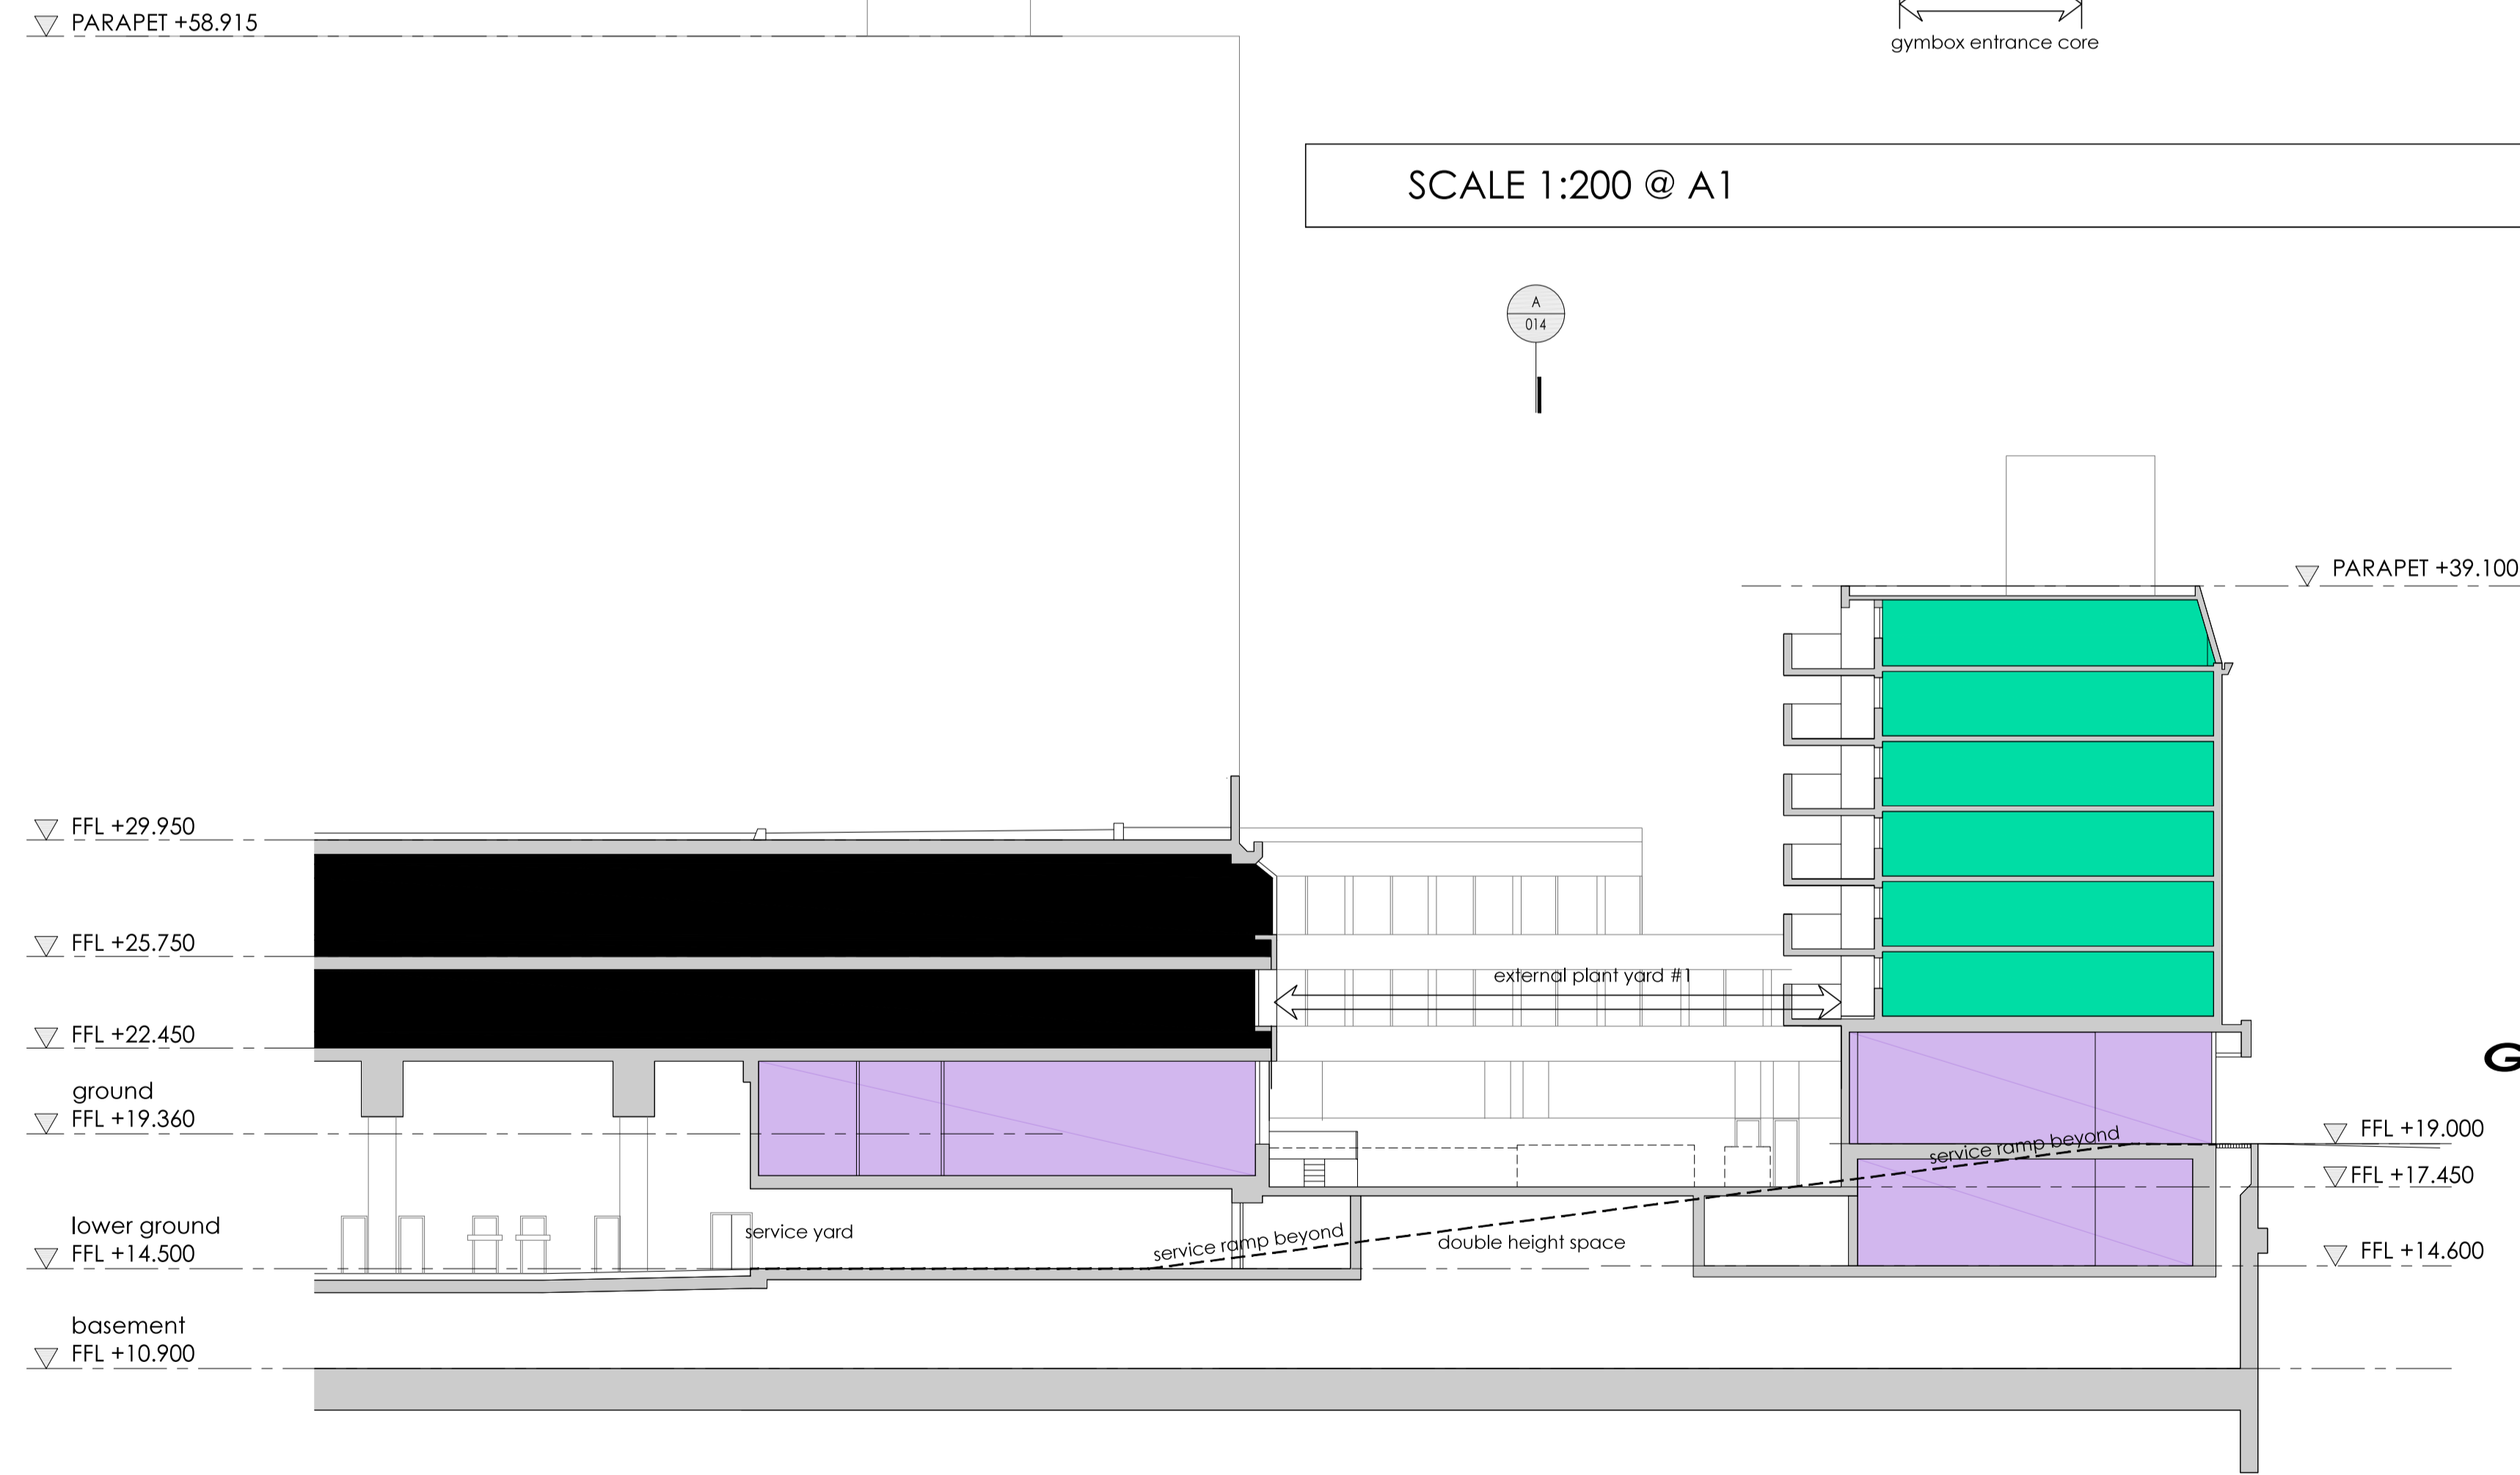 PARAPET +58.915
gymbox entrance core
SCALE 1:200 @ A1
A
014
PARAPET +39.100
FFL +29.950
FFL +25.750
external plant yard #1
FFL +22.450
ground
FFL +19.360
FFL +19.000
service ramp beyond
FFL +17.450
lower ground
FFL +14.500
service yard
service ramp beyond
double height space
FFL +14.600
basement
FFL +10.900
G